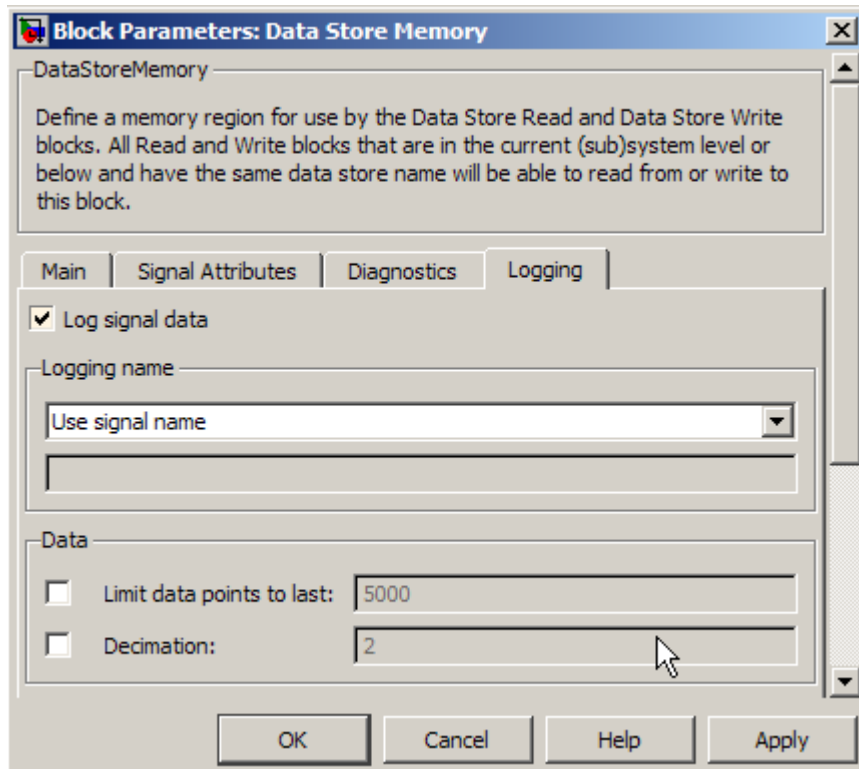 Block Parameters: Data Store Memory
DataStoreMemory
Define a memory region for use by the Data Store Read and Data Store Write
blocks. All Read and Write blocks that are in the current (sub)system level or
below and have the same data store name will be able to read from or write to
this block.
Main Signal Attributes Diagnostics Logging
Log signal data
Logging name
Use signal name
Data
Limit data points to last: 5000
Decimation: 2
OK Cancel Help Apply